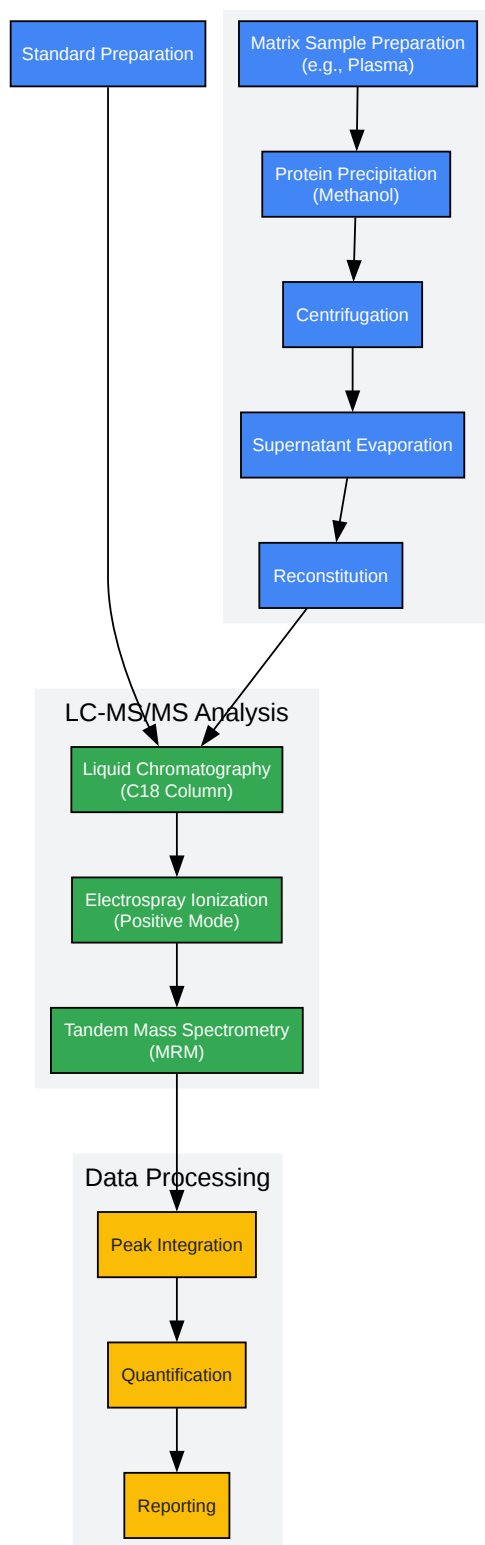 Standard Preparation
Matrix Sample Preparation
(e.g., Plasma)
Protein Precipitation
(Methanol)
Centrifugation
Supernatant Evaporation
Reconstitution
LC-MS/MS Analysis
Liquid Chromatography
(C18 Column)
Electrospray Ionization
(Positive Mode)
Tandem Mass Spectrometry
(MRM)
Data Processing
Peak Integration
Quantification
Reporting